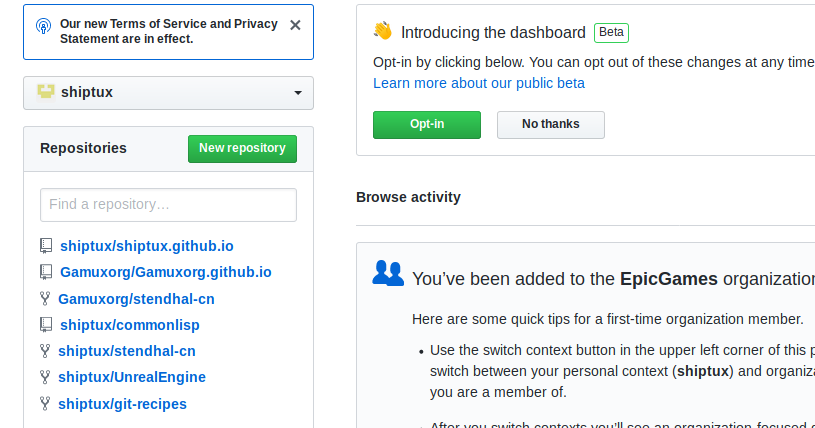 Our new Terms of Service and Privacy
Statement are in effect.
shiptux
Repositories
New repository
Find a repository…
shiptux/shiptux.github.io
Gamuxorg/Gamuxorg.github.io
Gamuxorg/stendhal-cn
shiptux/commonlisp
shiptux/stendhal-cn
shiptux/UnrealEngine
shiptux/git-recipes
Introducing the dashboard Beta
Opt-in by clicking below. You can opt out of these changes at any time
Learn more about our public beta
Opt-in
No thanks
Browse activity
You’ve been added to the EpicGames organization
Here are some quick tips for a first-time organization member.
• Use the switch context button in the upper left corner of this p
switch between your personal context (shiptux) and organiza
you are a member of.
• After you switch contexts you’ll see an organization-focused